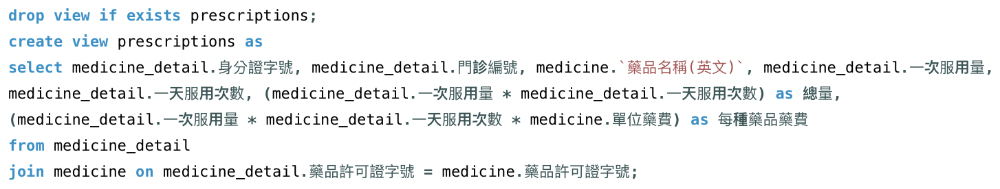 drop view if exists prescriptions;
create view prescriptions as
select medicine_detail.身分證字號, medicine_detail.門診編號, medicine.`藥品名稱(英文)`, medicine_detail.一次服用量,
medicine_detail.一天服用次數, (medicine_detail.一次服用量 * medicine_detail.一天服用次數) as 總量,
(medicine_detail.一次服用量 * medicine_detail.一天服用次數 * medicine.單位藥費) as 每種藥品藥費
from medicine_detail
join medicine on medicine_detail.藥品許可證字號 = medicine.藥品許可證字號;